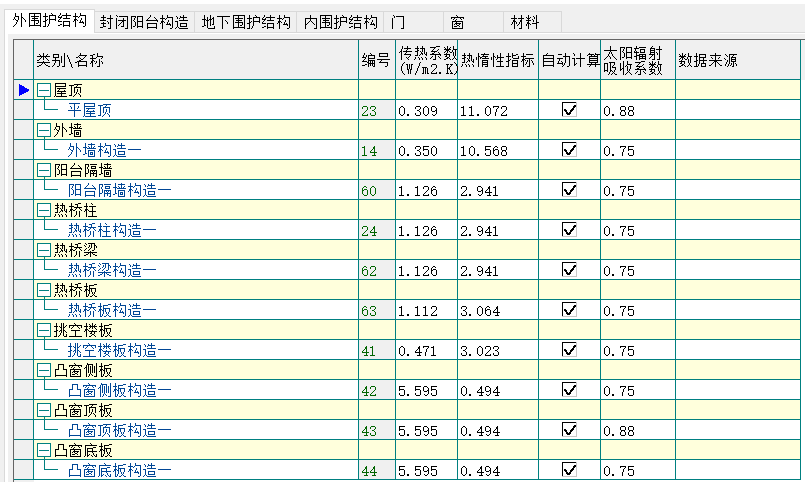 外围护结构 封闭阳台构造 地下围护结构 内围护结构 门 窗 材料
类别\名称 编号 传热系数 (W/m2.K) 热惰性指标 自动计算 太阳辐射 吸收系数 数据来源
屋顶
平屋顶 23 0.309 11.072 0.88
外墙
外墙构造一 14 0.350 10.568 0.75
阳台隔墙
阳台隔墙构造一 60 1.126 2.941 0.75
热桥柱
热桥柱构造一 24 1.126 2.941 0.75
热桥梁
热桥梁构造一 62 1.126 2.941 0.75
热桥板
热桥板构造一 63 1.112 3.064 0.75
挑空楼板
挑空楼板构造一 41 0.471 3.023 0.75
凸窗侧板
凸窗侧板构造一 42 5.595 0.494 0.75
凸窗顶板
凸窗顶板构造一 43 5.595 0.494 0.88
凸窗底板
凸窗底板构造一 44 5.595 0.494 0.75